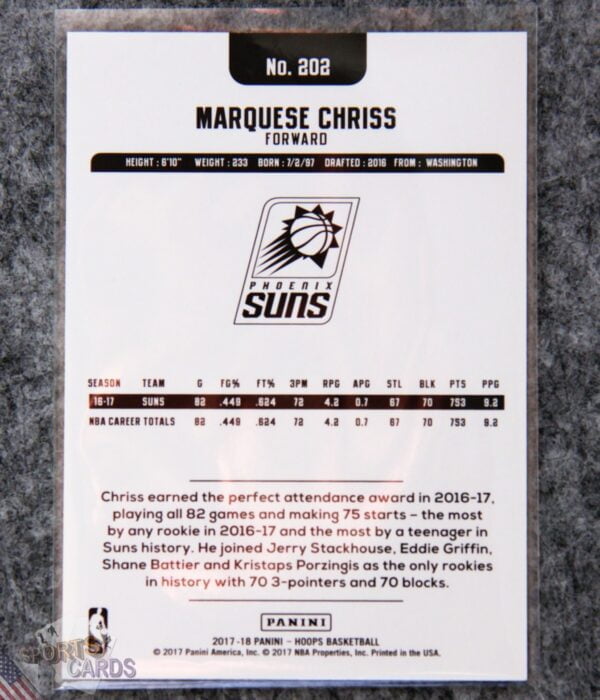 No. 202
MARQUESE CHRISS
FORWARD
HEIGHT : 6'10" WEIGHT : 233 BORN : 7/2/97 DRAFTED : 2016 FROM : WASHINGTON
PHOENIX
SUNS
SEASON TEAM G FG% FT% 3PM RPG APG STL BLK PTS PPG
16-17 SUNS 82 .449 .624 72 4.2 0.7 67 70 753 9.2
NBA CAREER TOTALS 82 .449 .624 72 4.2 0.7 67 70 753 9.2
Chriss earned the perfect attendance award in 2016-17,
playing all 82 games and making 75 starts – the most
by any rookie in 2016-17 and the most by a teenager in
Suns history. He joined Jerry Stackhouse, Eddie Griffin,
Shane Battier and Kristaps Porzingis as the only rookies
in history with 70 3-pointers and 70 blocks.
PANINI
2017-18 PANINI - HOOPS BASKETBALL
© 2017 Panini America, Inc. © 2017 NBA Properties, Inc. Printed in the USA.
SPORTS
CARDS